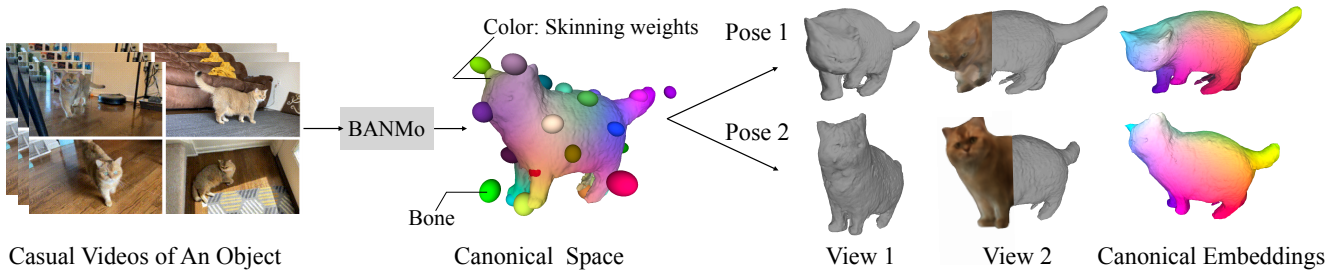 Color: Skinning weights
Pose 1
BANMo
Pose 2
Bone
Casual Videos of An Object
Canonical Space
View 1
View 2
Canonical Embeddings